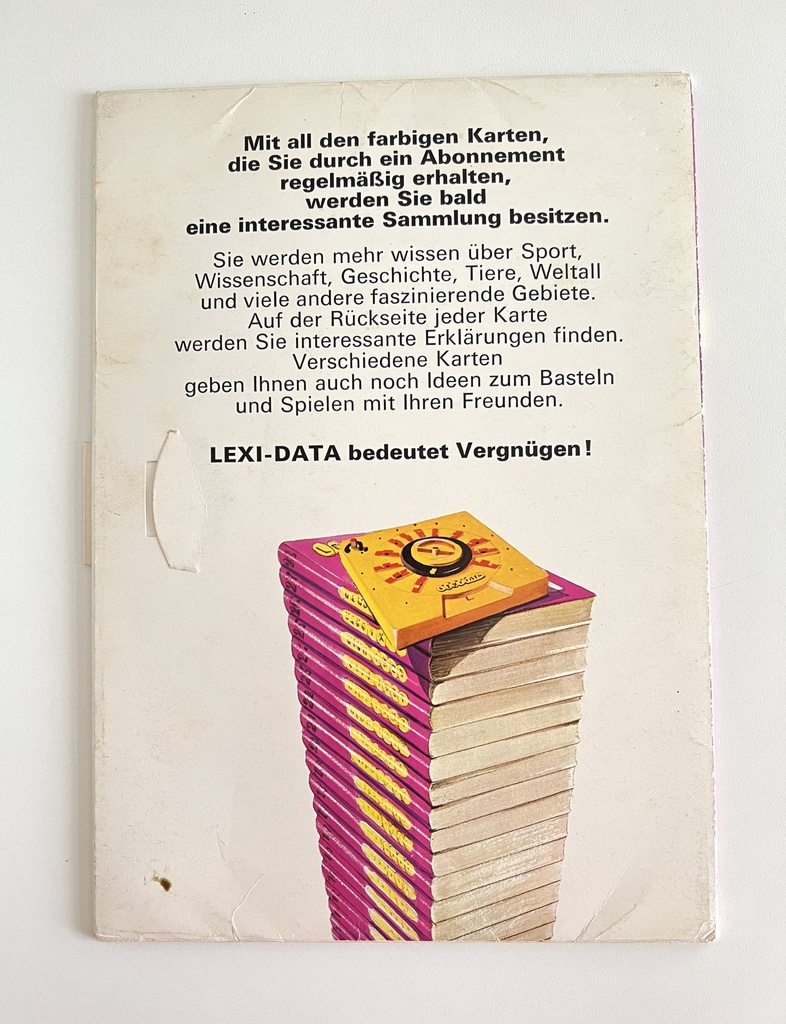 Mit all den farbigen Karten,
die Sie durch ein Abonnement
regelmäßig erhalten,
werden Sie bald
eine interessante Sammlung besitzen.
Sie werden mehr wissen über Sport,
Wissenschaft, Geschichte, Tiere, Weltall
und viele andere faszinierende Gebiete.
Auf der Rückseite jeder Karte
werden Sie interessante Erklärungen finden.
Verschiedene Karten
geben Ihnen auch noch Ideen zum Basteln
und Spielen mit Ihren Freunden.
LEXI-DATA bedeutet Vergnügen!